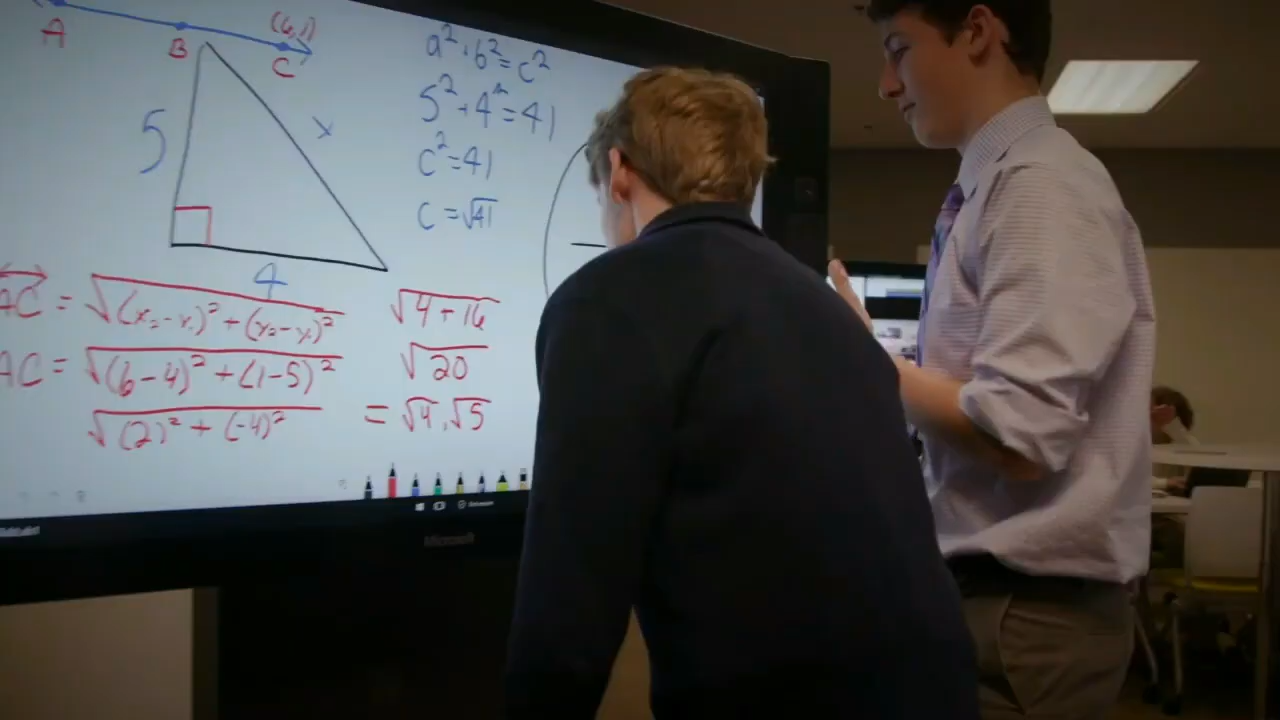 A
B
(6,1)
C
5
x
4
a² + b² = c²
5² + 4² = 41
c² = 41
c = √41
AC = √(x₂-x₁)² + (y₂-y₁)²
AC = √(6-4)² + (1-5)²
√(2)² + (-4)²
√4+16
√20
= √4.√5
Microsoft